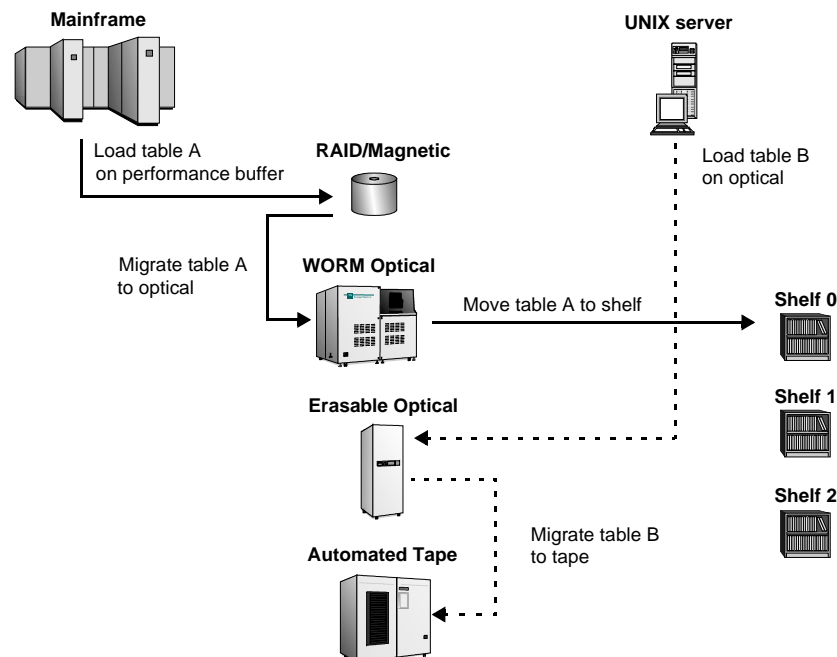 Mainframe
UNIX server
Load table A
on performance buffer
RAID/Magnetic
Load table B
on optical
Migrate table A
to optical
WORM Optical
Move table A to shelf
Shelf 0
Erasable Optical
Shelf 1
Shelf 2
Migrate table B
to tape
Automated Tape